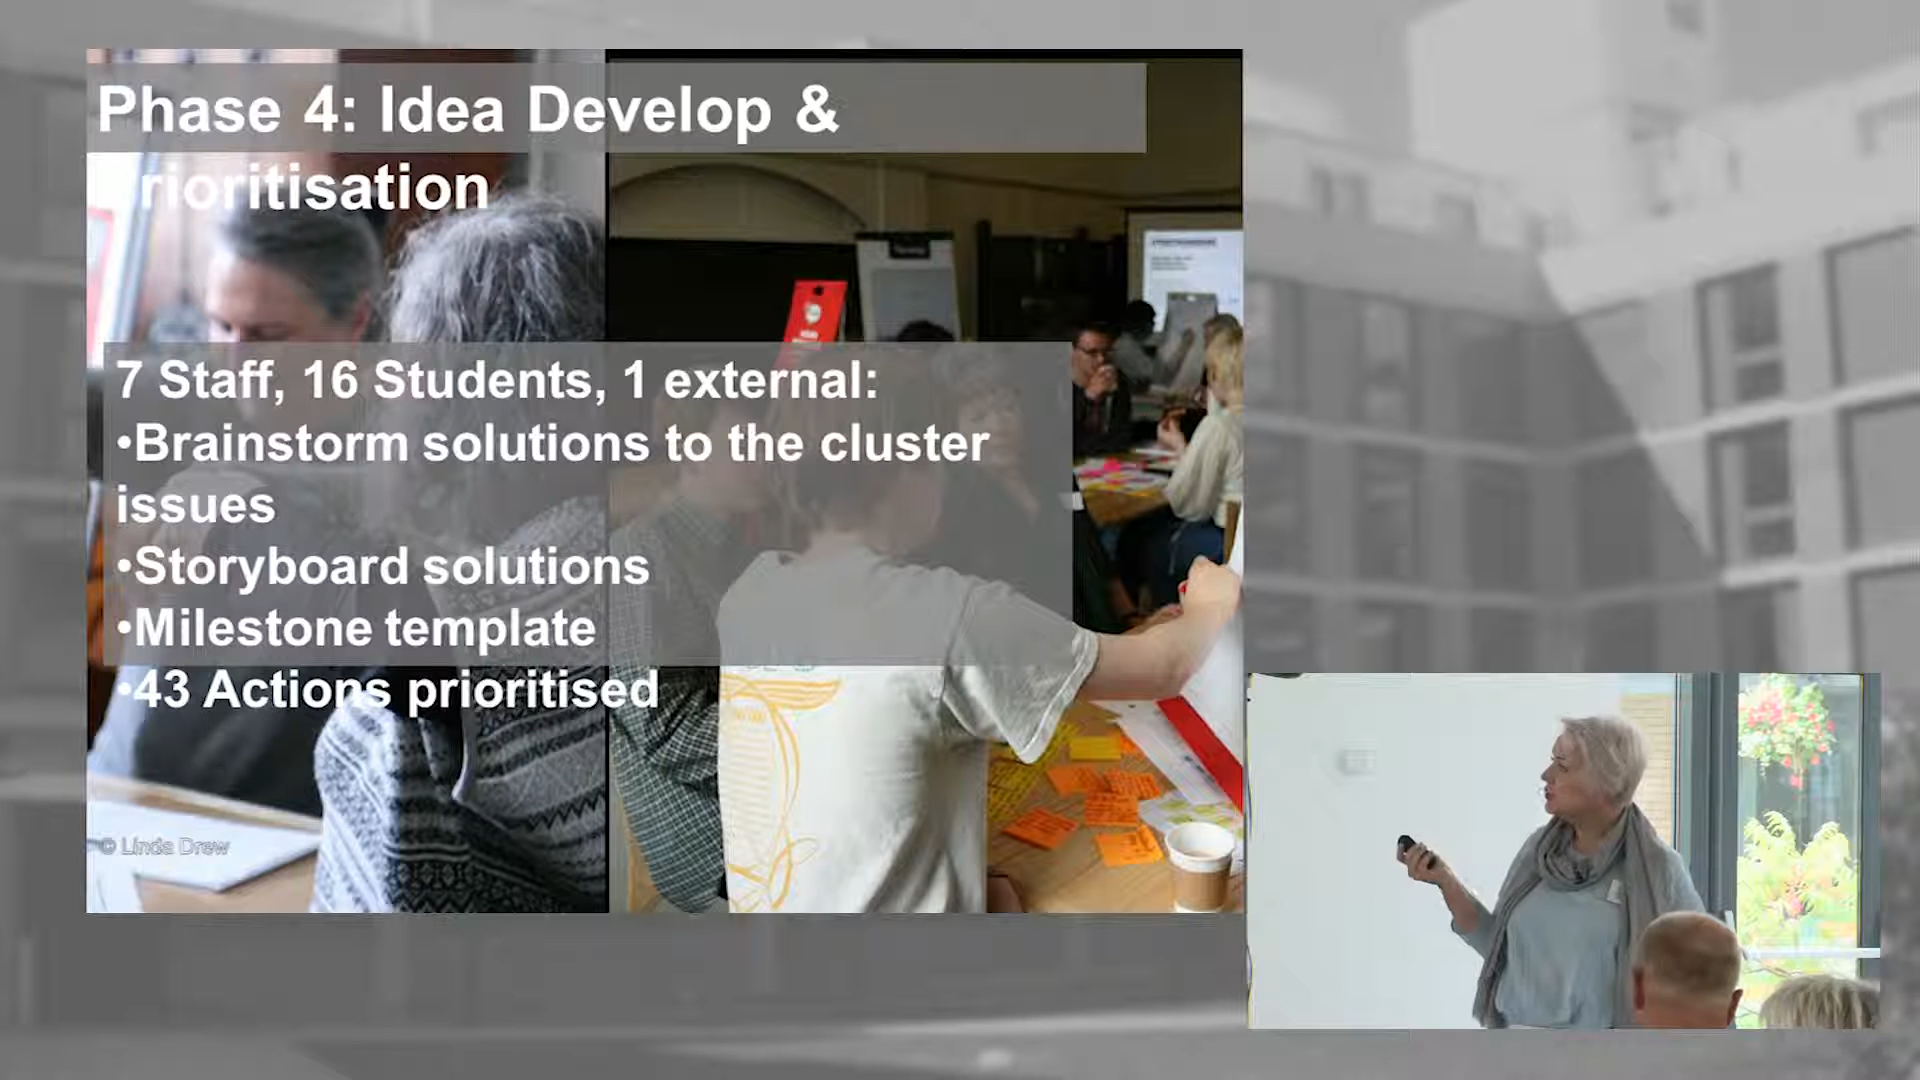 Phase 4: Idea Develop &
Prioritisation
7 Staff, 16 Students, 1 external:
•Brainstorm solutions to the cluster
issues
•Storyboard solutions
•Milestone template
•43 Actions prioritised
© Linda Drew